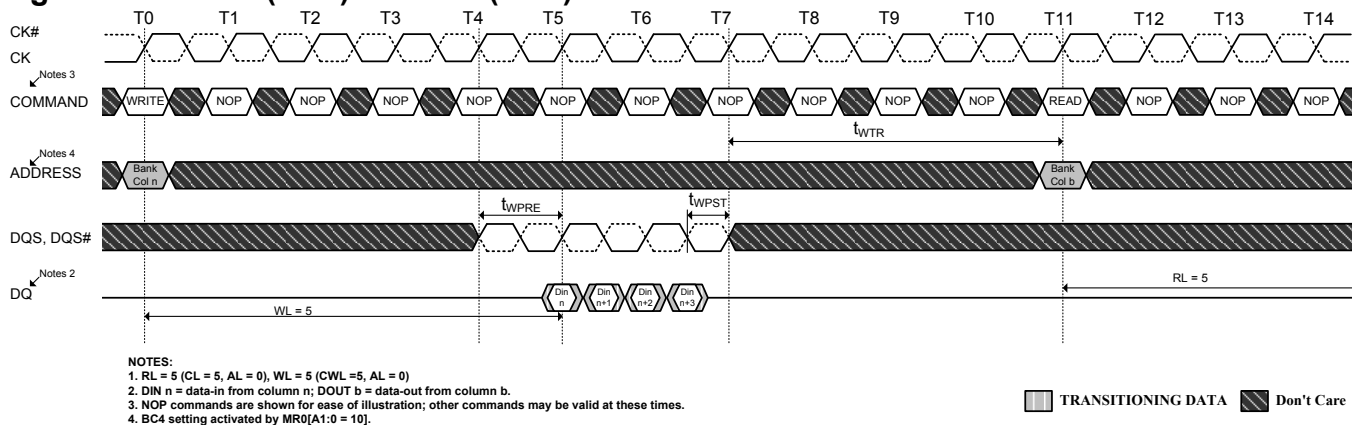 T0 T1 T2 T3 T4 T5 T6 T7 T8 T9 T10 T11 T12 T13 T14
CK#
CK
Notes 3
COMMAND WRITE NOP NOP NOP NOP NOP NOP NOP NOP NOP NOP READ NOP NOP NOP
tWTR
Notes 4
ADDRESS
Bank Col n
Bank Col b
tWPRE tWPST
DQS, DQS#
Notes 2
DQ
Din n
Din n+1
Din n+2
Din n+3
RL = 5
WL = 5
NOTES:
1. RL = 5 (CL = 5, AL = 0), WL = 5 (CWL =5, AL = 0)
2. DIN n = data-in from column n; DOUT b = data-out from column b.
3. NOP commands are shown for ease of illustration; other commands may be valid at these times.
4. BC4 setting activated by MR0[A1:0 = 10].
TRANSITIONING DATA Don't Care